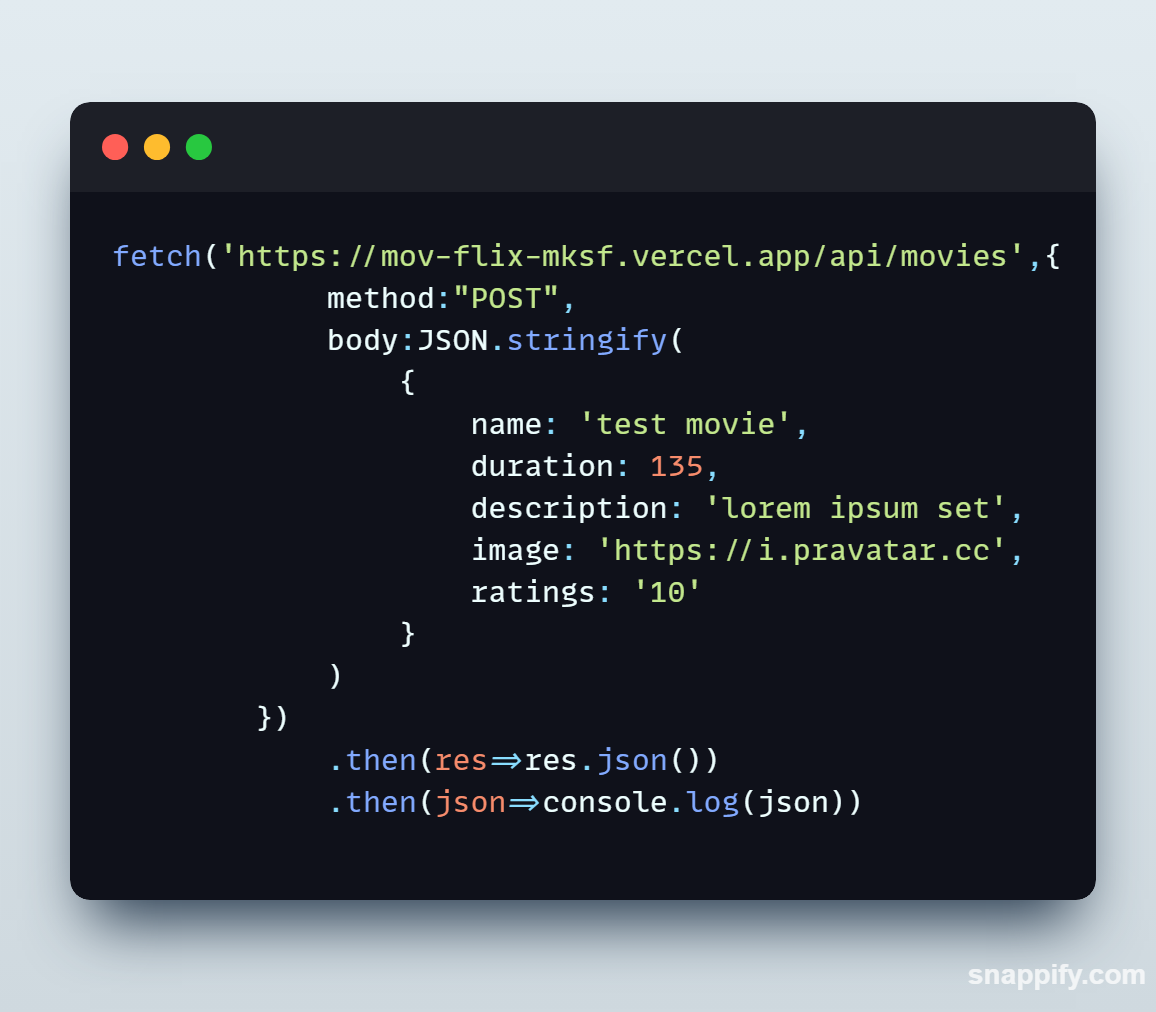 fetch('https://mov-flix-mksf.vercel.app/api/movies',{
method:"POST",
body:JSON.stringify(
{
name: 'test movie',
duration: 135,
description: 'lorem ipsum set',
image: 'https://i.pravatar.cc',
ratings: '10'
}
)
})
.then(res=>res.json())
.then(json=>console.log(json))
snappify.com